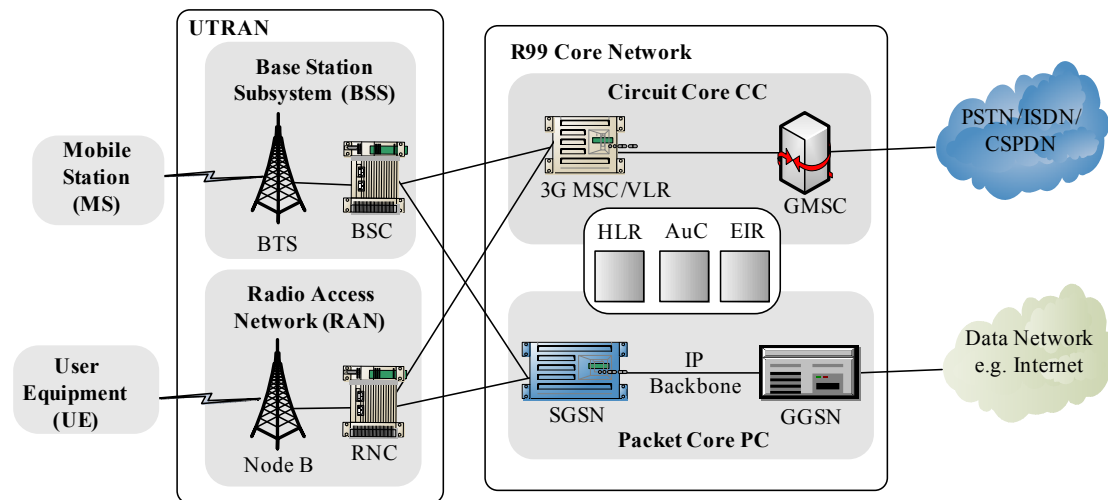 UTRAN
Base Station
Subsystem (BSS)
BTS
BSC
Mobile
Station
(MS)
Radio Access
Network (RAN)
Node B
RNC
User
Equipment
(UE)
R99 Core Network
Circuit Core CC
3G MSC/VLR
GMSC
HLR
AuC
EIR
SGSN
IP
Backbone
GGSN
Packet Core PC
PSTN/ISDN/
CSPDN
Data Network
e.g. Internet